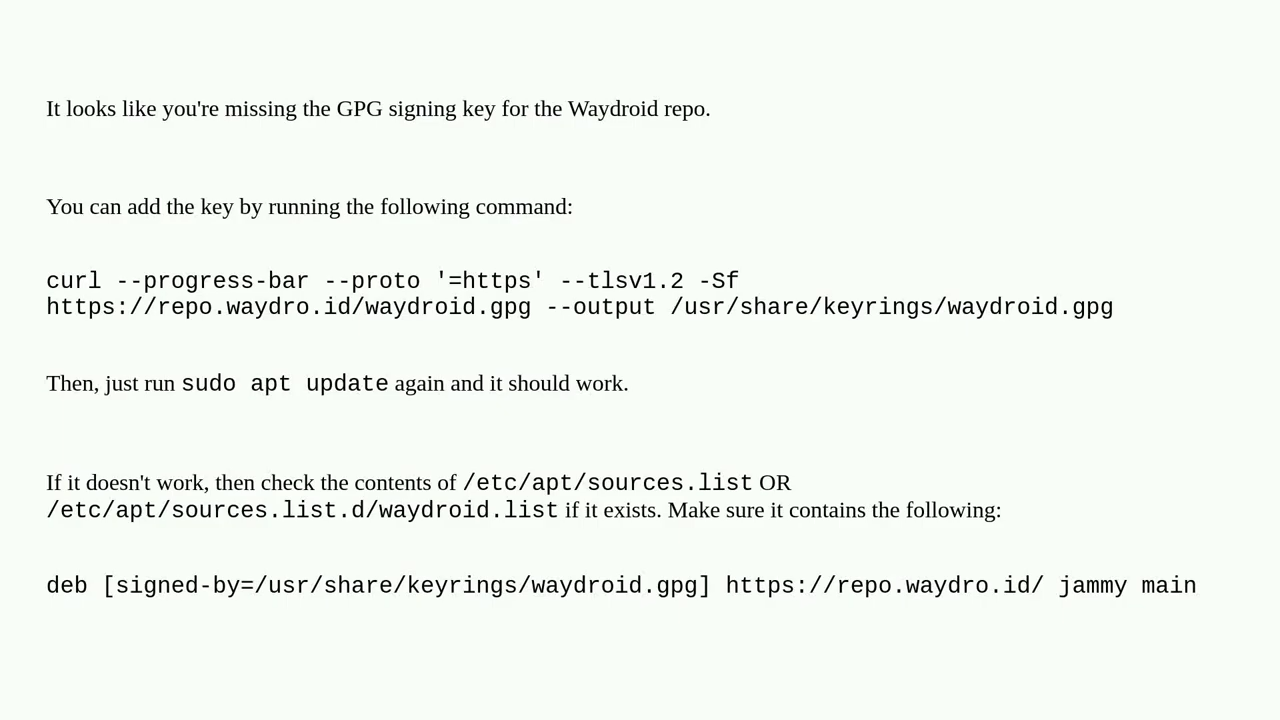 It looks like you're missing the GPG signing key for the Waydroid repo.
You can add the key by running the following command:
curl --progress-bar --proto '=https' --tlsv1.2 -Sf
https://repo.waydro.id/waydroid.gpg --output /usr/share/keyrings/waydroid.gpg
Then, just run sudo apt update again and it should work.
If it doesn't work, then check the contents of /etc/apt/sources.list OR
/etc/apt/sources.list.d/waydroid.list if it exists. Make sure it contains the following:
deb [signed-by=/usr/share/keyrings/waydroid.gpg] https://repo.waydro.id/ jammy main